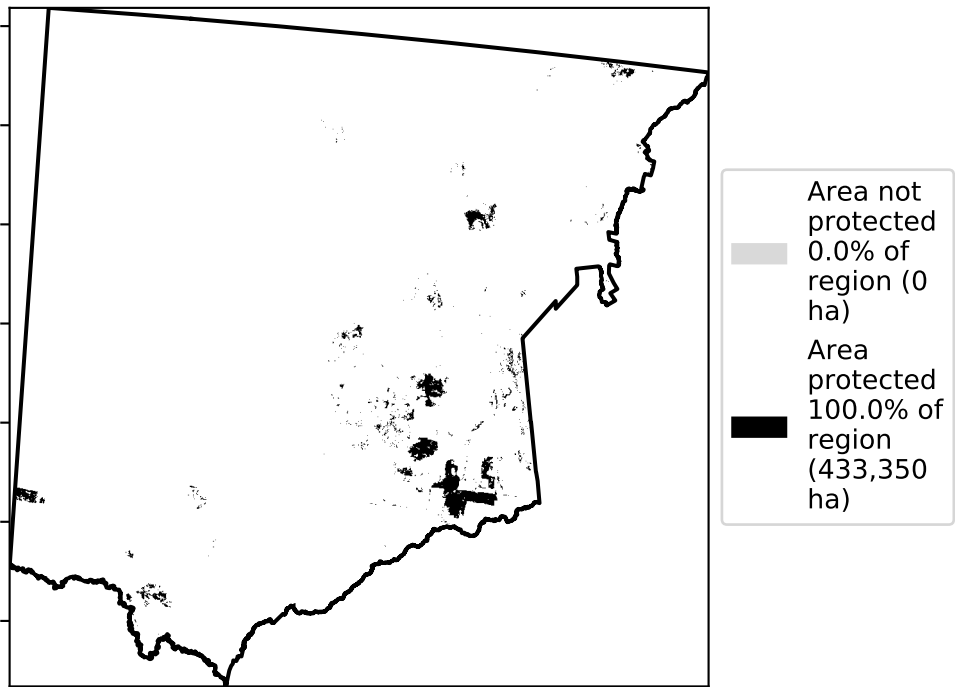 Area not
protected
0.0% of
region (0
ha)
Area
protected
100.0% of
region
(433,350
ha)